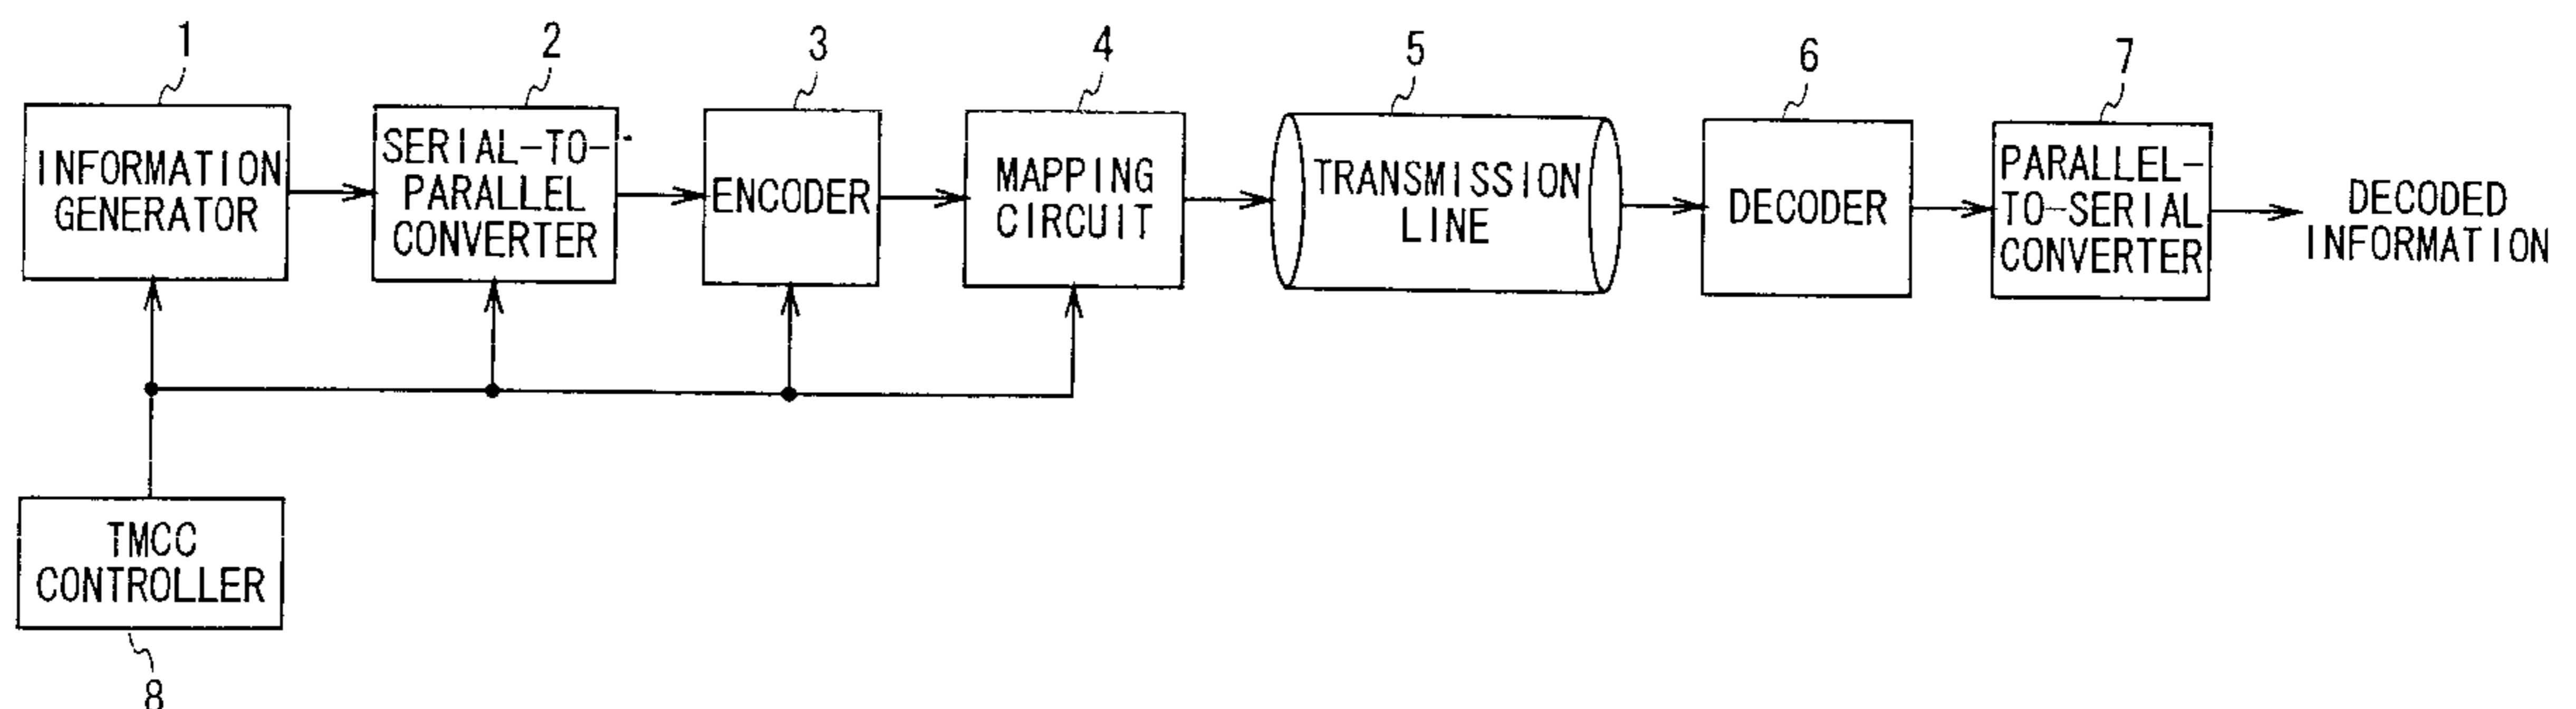 1
2
3
4
5
6
7
INFORMATION
GENERATOR
SERIAL-TO-
PARALLEL
CONVERTER
ENCODER
MAPPING
CIRCUIT
TRANSMISSION
LINE
DECODER
PARALLEL-
TO-SERIAL
CONVERTER
DECODED
INFORMATION
TMCC
CONTROLLER
8